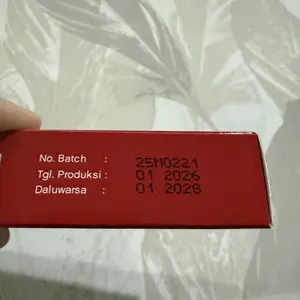 No. Batch : 25M0221
Tgl. Produksi : 01 2026
Daluwarsa : 01 2028